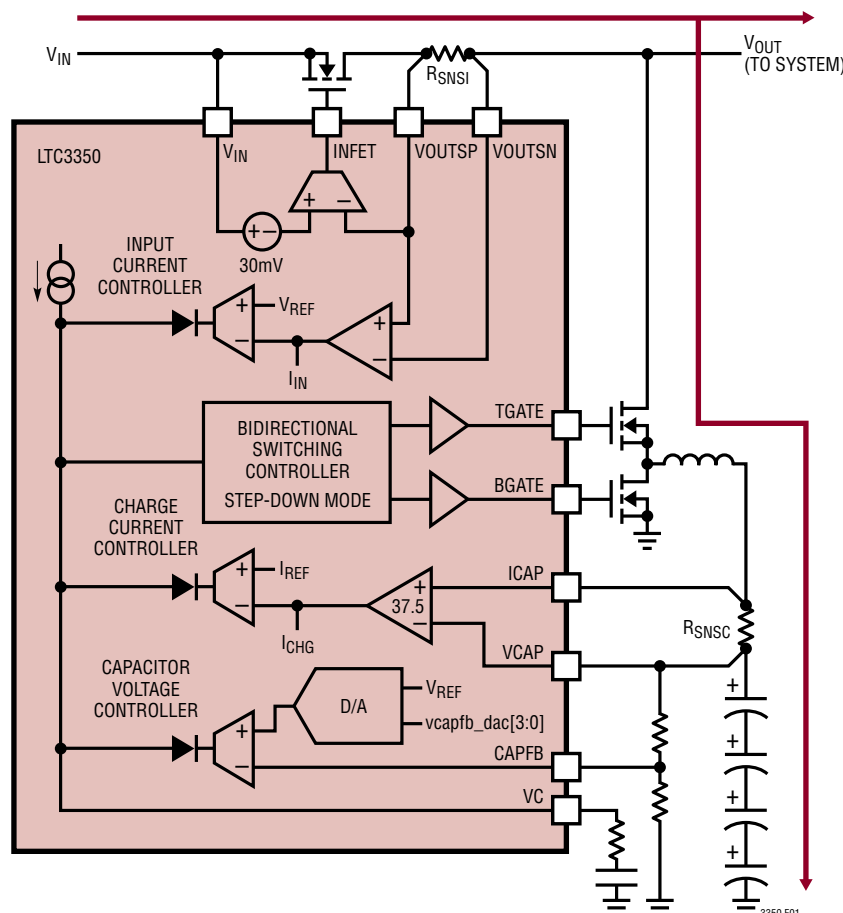 VIN
RSNSI
VOUT
(TO SYSTEM)
LTC3350
VIN
INFET
VOUTSP
VOUTSN
+
−
+ −
30mV
INPUT
CURRENT
CONTROLLER
+
VREF
−
IIN
+
−
BIDIRECTIONAL
SWITCHING
CONTROLLER
STEP-DOWN MODE
TGATE
BGATE
CHARGE
CURRENT
CONTROLLER
+
IREF
−
ICHG
+
37.5
−
ICAP
VCAP
RSNSC
CAPACITOR
VOLTAGE
CONTROLLER
D/A
VREF
vcapfb_dac[3:0]
+
−
CAPFB
VC
+
+
+
+
3350 F01